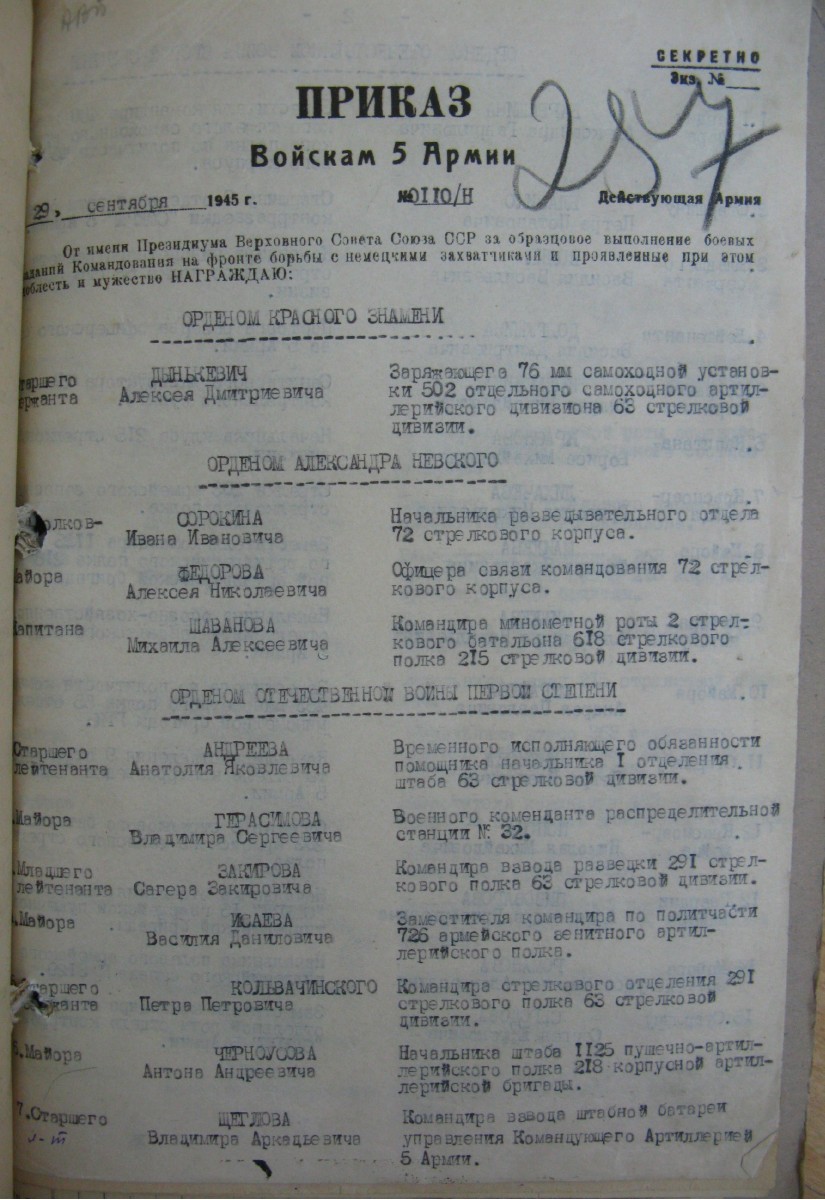 СЕКРЕТНО
Экз. №
257
ПРИКАЗ
Войскам 5 Армии
29, сентября 1945 г. №0110/Н Действующая Армия
От имени Президиума Верховного Совета Союза ССР за образцовое выполнение боевых
заданий Командования на фронте борьбы с немецкими захватчиками и проявленные при этом
доблесть и мужество НАГРАЖДАЮ:
ОРДЕНОМ КРАСНОГО ЗНАМЕНИ
таршего ДЫНЬКЕВИЧ Заряжающего 76 мм самоходной установ-
ержанта Алексея Дмитриевича ки 502 отдельного самоходного артил-
лерийского дивизиона 63 стрелковой
дивизии.
ОРДЕНОМ АЛЕКСАНДРА НЕВСКОГО
олков- СОРОКИНА Начальника разведывательного отдела
Ивана Ивановича 72 стрелкового корпуса.
айора ФЕДОРОВА Офицера связи командования 72 стрел-
Алексея Николаевича кового корпуса.
Капитана ШАВАНОВА Командира минометной роты 2 стрел-
Михаила Алексеевича кового батальона 618 стрелкового
полка 215 стрелковой дивизии.
ОРДЕНОМ ОТЕЧЕСТВЕННОЙ ВОЙНЫ ПЕРВОЙ СТЕПЕНИ
Старшего АНДРЕЕВА Временного исполняющего обязанности
лейтенанта Анатолия Яковлевича помощника начальника I отделения
штаба 63 стрелковой дивизии.
.Майора ГЕРАСИМОВА Военного коменданта распределительной
Владимира Сергеевича станции № 32.
.Младшего ЗАКИРОВА Командира взвода разведки 291 стрел-
лейтенанта Сагера Закировича кового полка 63 стрелковой дивизии.
.Майора ИСАЕВА Заместителя командира по политчасти
Василия Даниловича 726 армейского зенитного артил-
лерийского полка.
Старшего КОЛЬВАЧИНСКОГО Командира стрелкового отделения 291
жанта Петра Петровича стрелкового полка 63 стрелковой
дивизии.
6.Майора ЧЕРНОУСОВА Начальника штаба 1125 пушечно-артил-
Антона Андреевича лерийского полка 218 корпусной артил-
лерийской бригады.
7.Старшего ЩЕГЛОВА Командира взвода штабной батареи
л-т Владимира Аркадьевича управления Командующего Артиллерией
5 Армии.